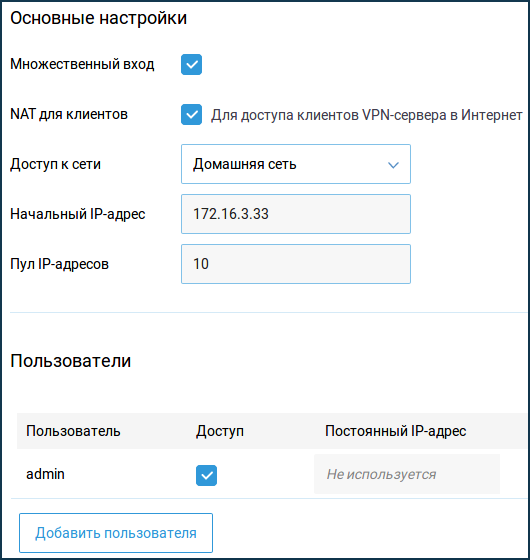 Основные настройки
Множественный вход
NAT для клиентов Для доступа клиентов VPN-сервера в Интернет
Доступ к сети Домашняя сеть
Начальный IP-адрес 172.16.3.33
Пул IP-адресов 10
Пользователи
Пользователь Доступ Постоянный IP-адрес
admin Не используется
Добавить пользователя